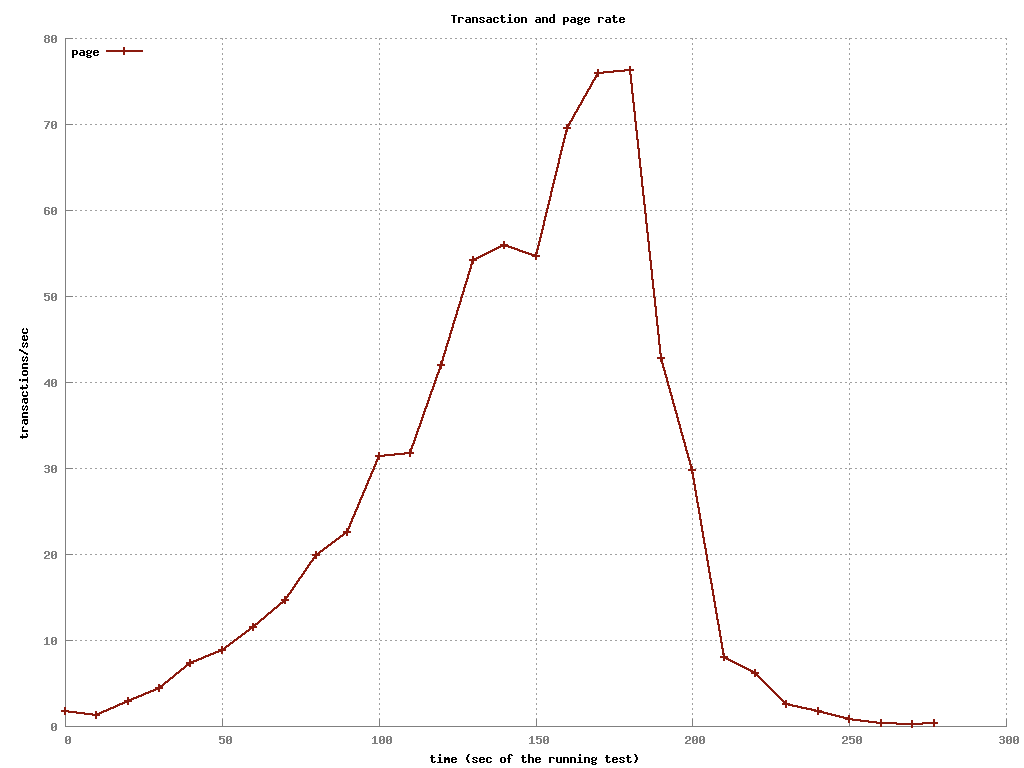 Transaction and page rate
page
80
70
60
50
40
30
20
10
0
transactions/sec
0 50 100 150 200 250 300
time (sec of the running test)